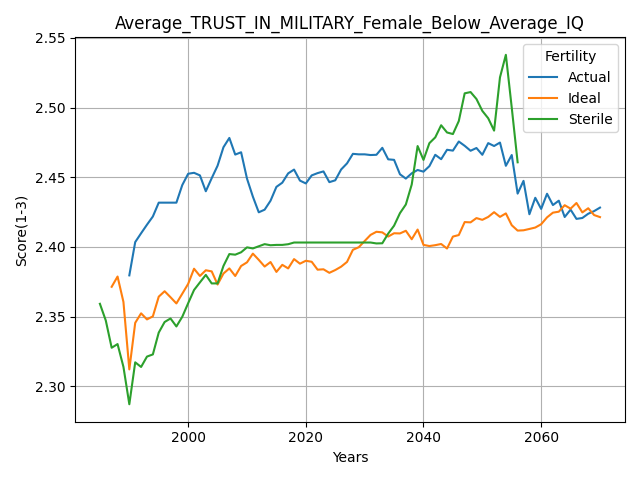 Average_TRUST_IN_MILITARY_Female_Below_Average_IQ
Score(1-3)
2.55
2.50
2.45
2.40
2.35
2.30
Fertility
Actual
Ideal
Sterile
2000
2020
2040
2060
Years